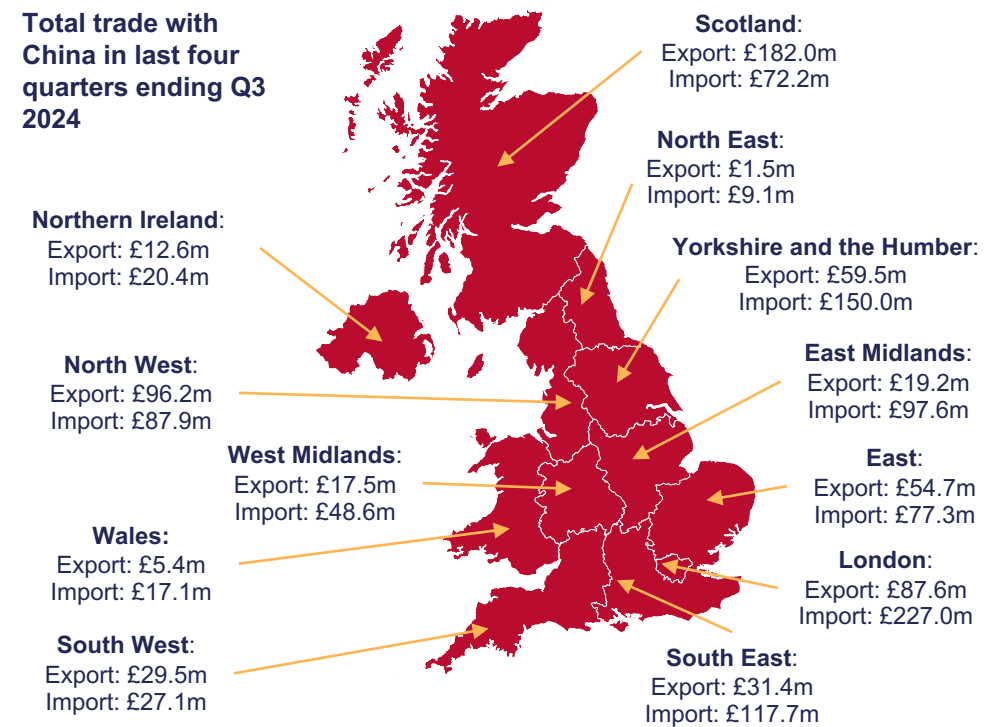 Total trade with
China in last four
quarters ending Q3
2024
Scotland:
Export: £182.0m
Import: £72.2m
North East:
Export: £1.5m
Import: £9.1m
Northern Ireland:
Export: £12.6m
Import: £20.4m
Yorkshire and the Humber:
Export: £59.5m
Import: £150.0m
North West:
Export: £96.2m
Import: £87.9m
East Midlands:
Export: £19.2m
Import: £97.6m
West Midlands:
Export: £17.5m
Import: £48.6m
East:
Export: £54.7m
Import: £77.3m
Wales:
Export: £5.4m
Import: £17.1m
London:
Export: £87.6m
Import: £227.0m
South West:
Export: £29.5m
Import: £27.1m
South East:
Export: £31.4m
Import: £117.7m